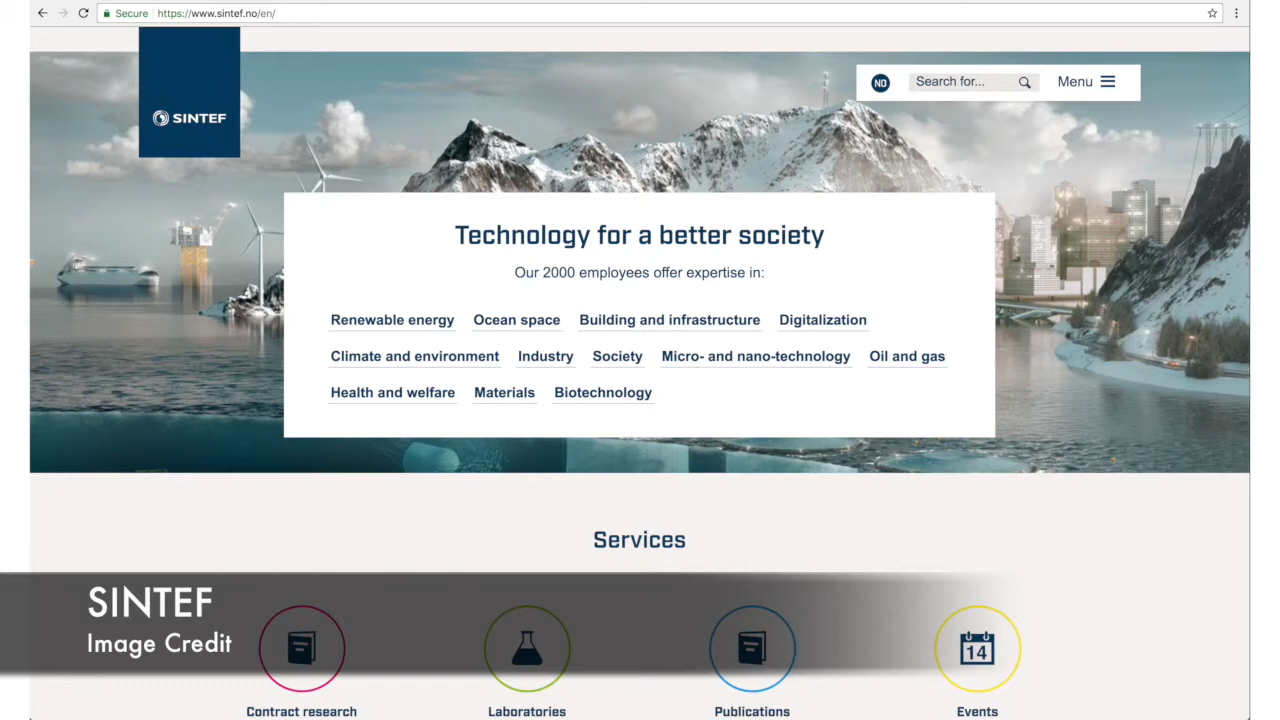 Secure https://www.sintef.no/en/
SINTEF
NO Search for... Menu
Technology for a better society
Our 2000 employees offer expertise in:
Renewable energy Ocean space Building and infrastructure Digitalization
Climate and environment Industry Society Micro- and nano-technology Oil and gas
Health and welfare Materials Biotechnology
Services
SINTEF
Image Credit
14
Contract research Laboratories Publications Events